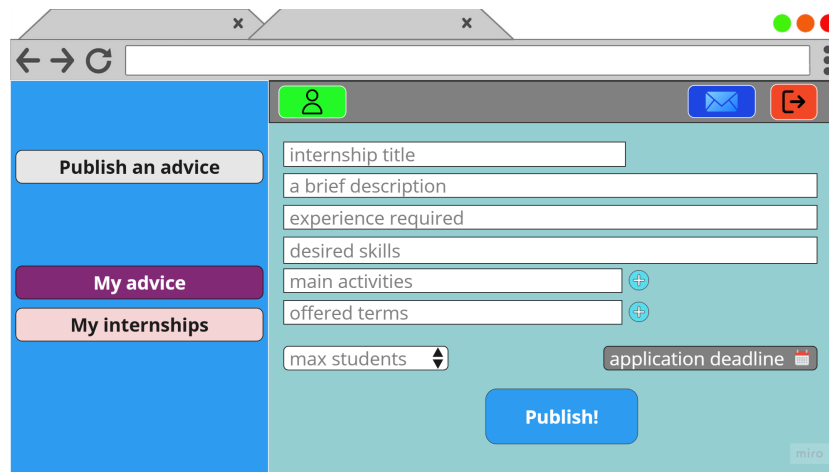 x
x
Publish an advice
My advice
My internships
internship title
a brief description
experience required
desired skills
main activities
offered terms
max students
application deadline
Publish!
miro